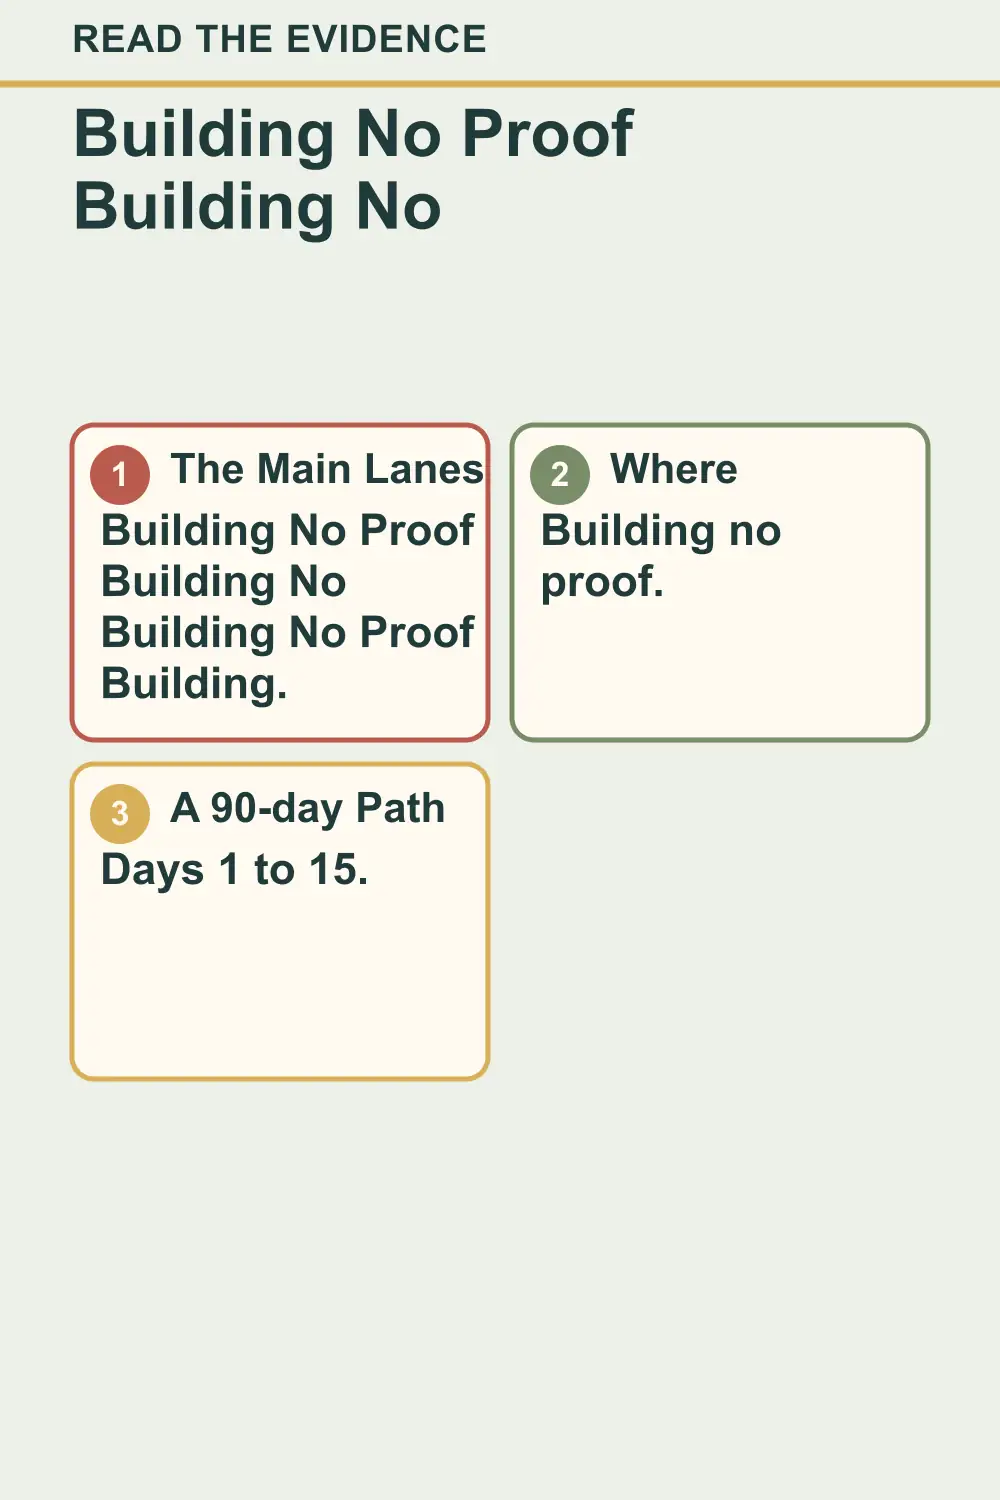 READ THE EVIDENCE
Building No Proof
Building No
1 The Main Lanes
Building No Proof
Building No
Building No Proof
Building.
2 Where
Building no
proof.
3 A 90-day Path
Days 1 to 15.